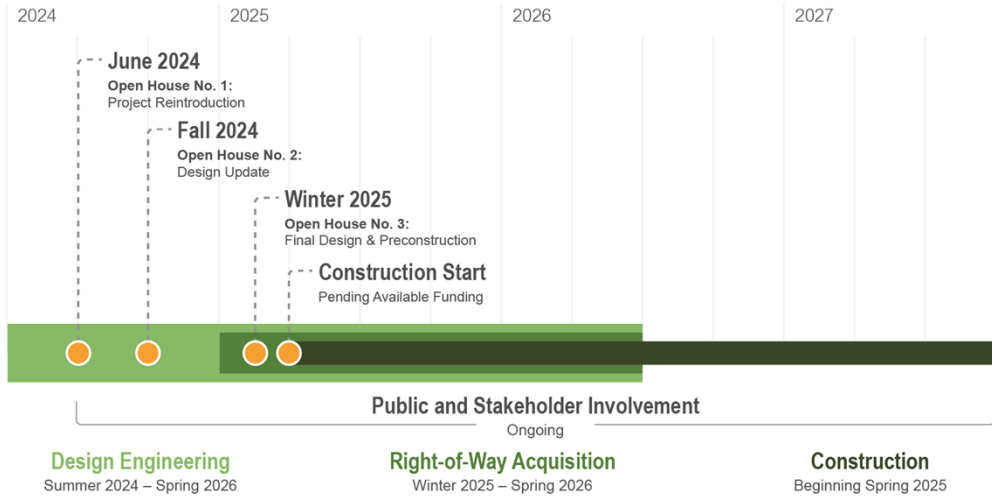 2024
2025
2026
2027
June 2024
Open House No. 1:
Project Reintroduction
Fall 2024
Open House No. 2:
Design Update
Winter 2025
Open House No. 3:
Final Design & Preconstruction
Construction Start
Pending Available Funding
Public and Stakeholder Involvement
Ongoing
Design Engineering
Summer 2024 – Spring 2026
Right-of-Way Acquisition
Winter 2025 – Spring 2026
Construction
Beginning Spring 2025